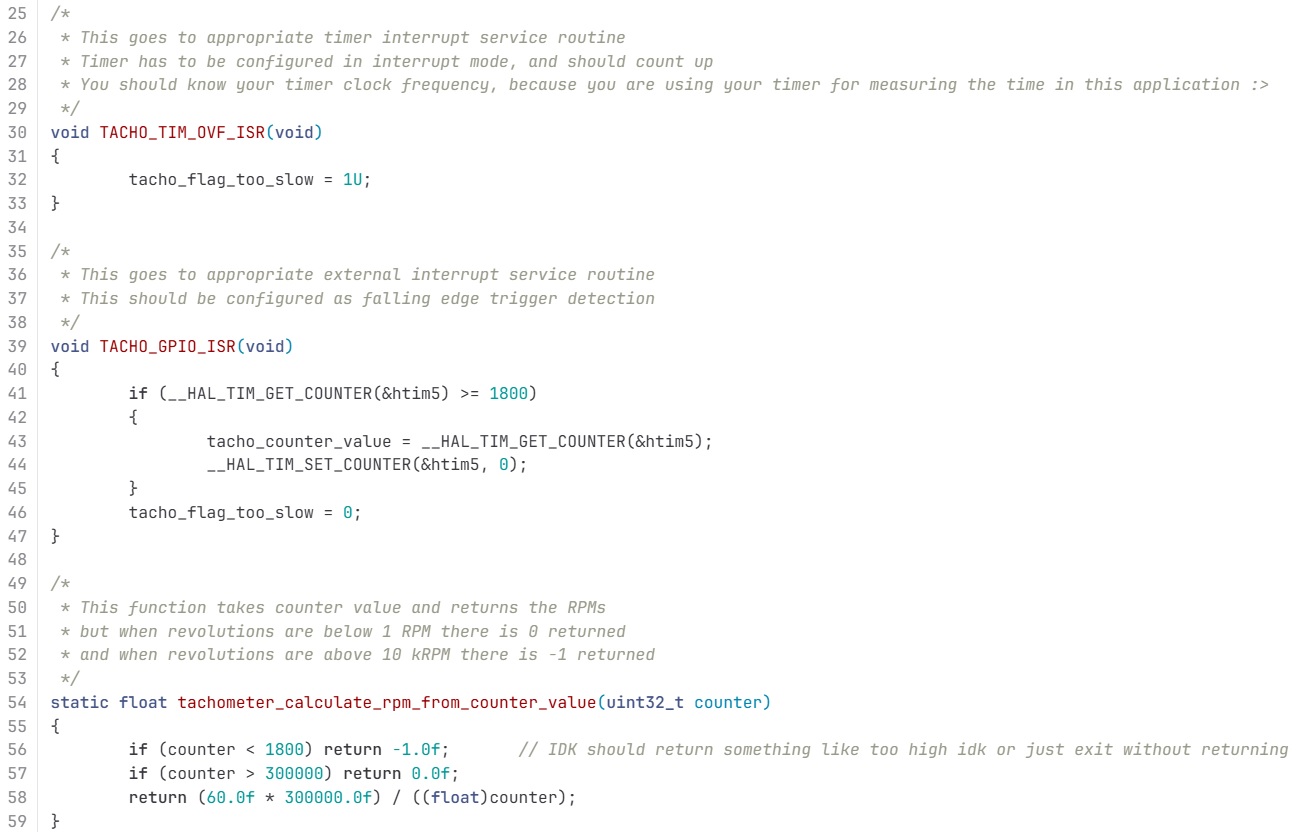 25 /*
26  * This goes to appropriate timer interrupt service routine
27  * Timer has to be configured in interrupt mode, and should count up
28  * You should know your timer clock frequency, because you are using your timer for measuring the time in this application :>
29  */
30 void TACHO_TIM_OVF_ISR(void)
31 {
32         tacho_flag_too_slow = 1U;
33 }
34
35 /*
36  * This goes to appropriate external interrupt service routine
37  * This should be configured as falling edge trigger detection
38  */
39 void TACHO_GPIO_ISR(void)
40 {
41         if (__HAL_TIM_GET_COUNTER(&htim5) >= 1800)
42         {
43                 tacho_counter_value = __HAL_TIM_GET_COUNTER(&htim5);
44                 __HAL_TIM_SET_COUNTER(&htim5, 0);
45         }
46         tacho_flag_too_slow = 0;
47 }
48
49 /*
50  * This function takes counter value and returns the RPMs
51  * but when revolutions are below 1 RPM there is 0 returned
52  * and when revolutions are above 10 kRPM there is -1 returned
53  */
54 static float tachometer_calculate_rpm_from_counter_value(uint32_t counter)
55 {
56         if (counter < 1800) return -1.0f;       // IDK should return something like too high idk or just exit without returning
57         if (counter > 300000) return 0.0f;
58         return (60.0f * 300000.0f) / ((float)counter);
59 }